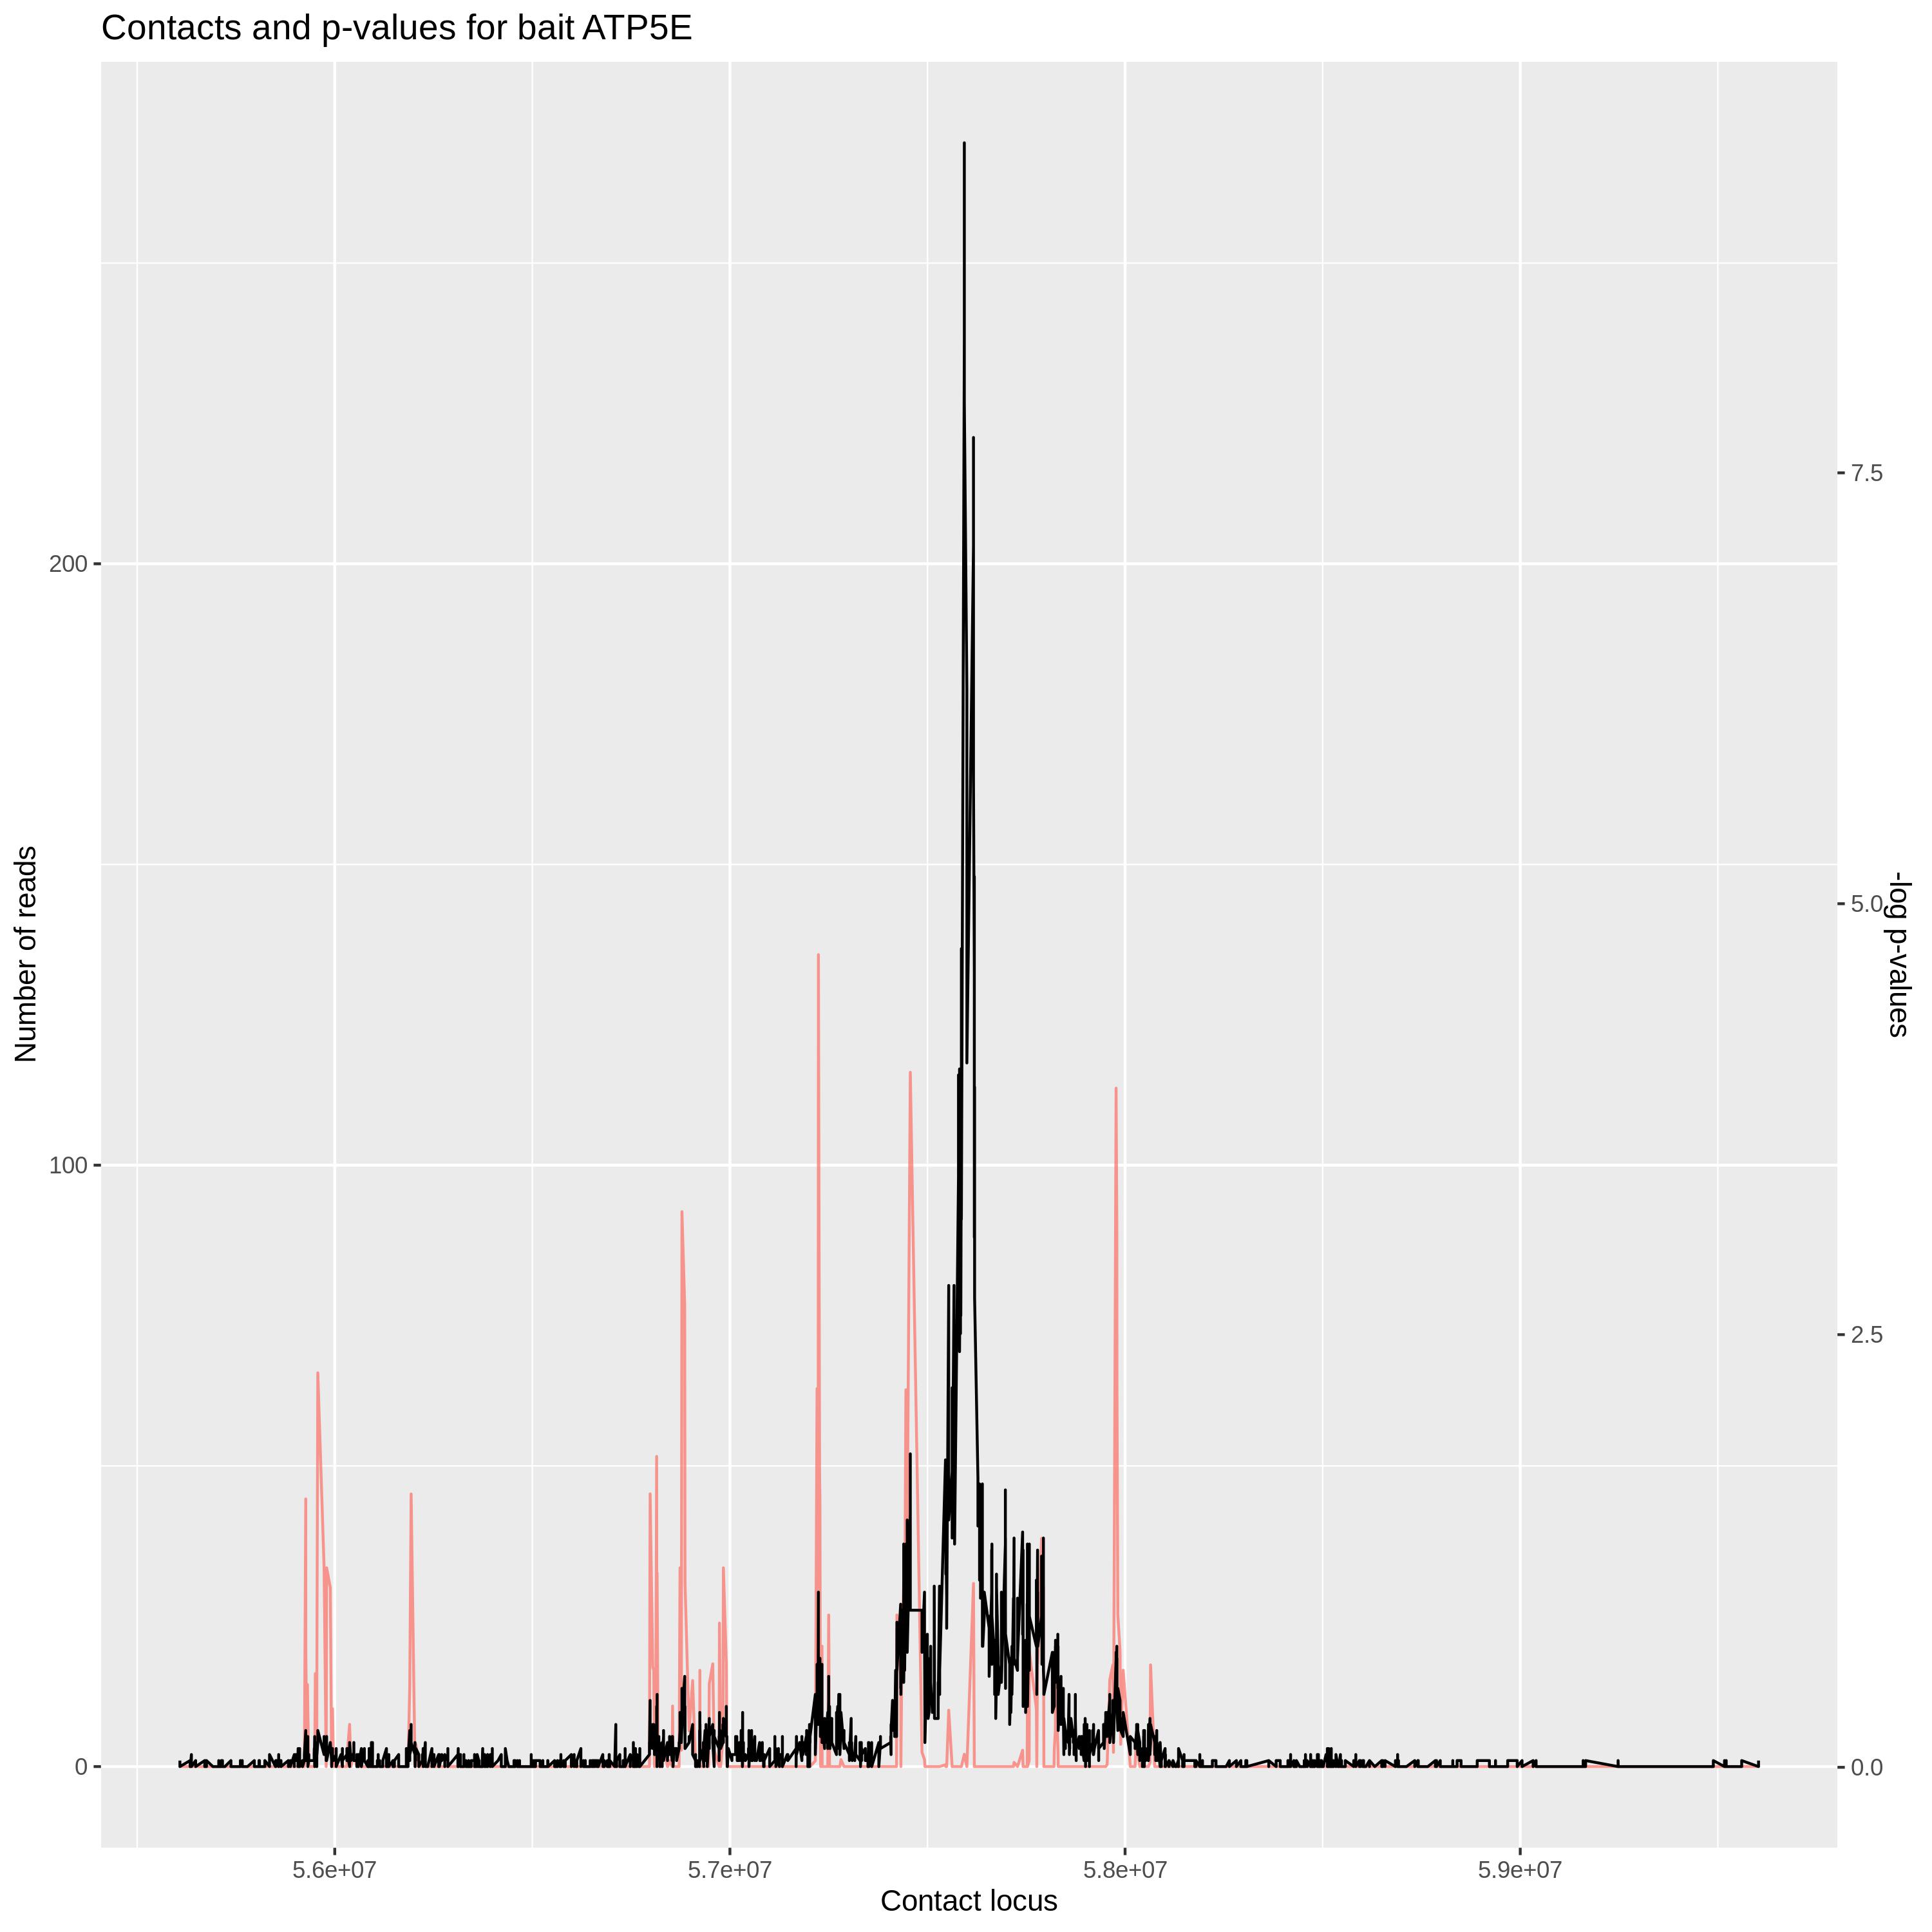 Contacts and p-values for bait ATP5E
Number of reads
200
100
0
7.5
5.0
2.5
0.0
-log p-values
5.6e+07
5.7e+07
5.8e+07
5.9e+07
Contact locus